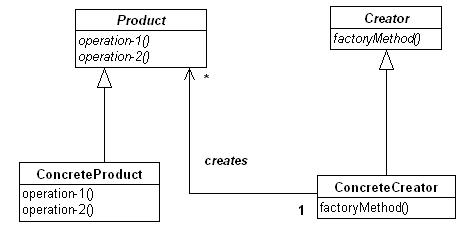 Product
operation-1()
operation-2()
Creator
factoryMethod()
*
creates
ConcreteProduct
operation-1()
operation-2()
ConcreteCreator
factoryMethod()
1